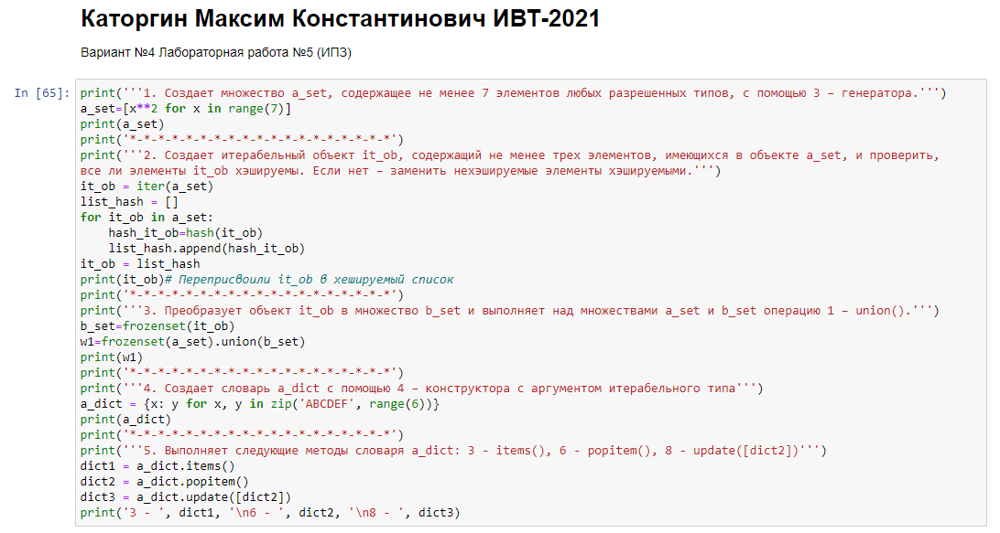 Каторгин Максим Константинович ИВТ-2021
Вариант №4 Лабораторная работа №5 (ИПЗ)
In [65]: print('''1. Создает множество a_set, содержащее не менее 7 элементов любых разрешенных типов, с помощью 3 – генератора.''')
a_set=[x**2 for x in range(7)]
print(a_set)
print('*-*-*-*-*-*-*-*-*-*-*-*-*-*-*-*-*-*-*')
print('''2. Создает итерабельный объект it_ob, содержащий не менее трех элементов, имеющихся в объекте a_set, и проверить,
все ли элементы it_ob хэшируемы. Если нет – заменить нехэшируемые элементы хэшируемыми.''')
it_ob = iter(a_set)
list_hash = []
for it_ob in a_set:
    hash_it_ob=hash(it_ob)
    list_hash.append(hash_it_ob)
it_ob = list_hash
print(it_ob)# Переприсвоили it_ob в хешируемый список
print('*-*-*-*-*-*-*-*-*-*-*-*-*-*-*-*-*-*-*')
print('''3. Преобразует объект it_ob в множество b_set и выполняет над множествами a_set и b_set операцию 1 – union().''')
b_set=frozenset(it_ob)
w1=frozenset(a_set).union(b_set)
print(w1)
print('*-*-*-*-*-*-*-*-*-*-*-*-*-*-*-*-*-*-*')
print('''4. Создает словарь a_dict с помощью 4 – конструктора с аргументом итерабельного типа''')
a_dict = {x: y for x, y in zip('ABCDEF', range(6))}
print(a_dict)
print('*-*-*-*-*-*-*-*-*-*-*-*-*-*-*-*-*-*-*')
print('''5. Выполняет следующие методы словаря a_dict: 3 - items(), 6 - popitem(), 8 - update([dict2])''')
dict1 = a_dict.items()
dict2 = a_dict.popitem()
dict3 = a_dict.update([dict2])
print('3 - ', dict1, '\n6 - ', dict2, '\n8 - ', dict3)